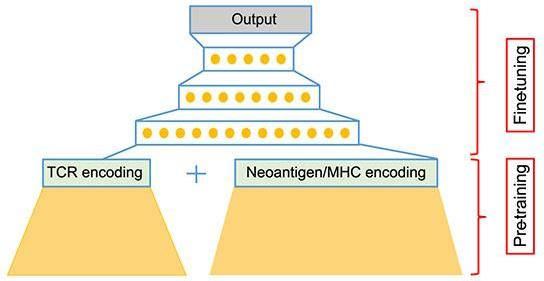 Output
Finetuning
TCR encoding
+
Neoantigen/MHC encoding
Pretraining